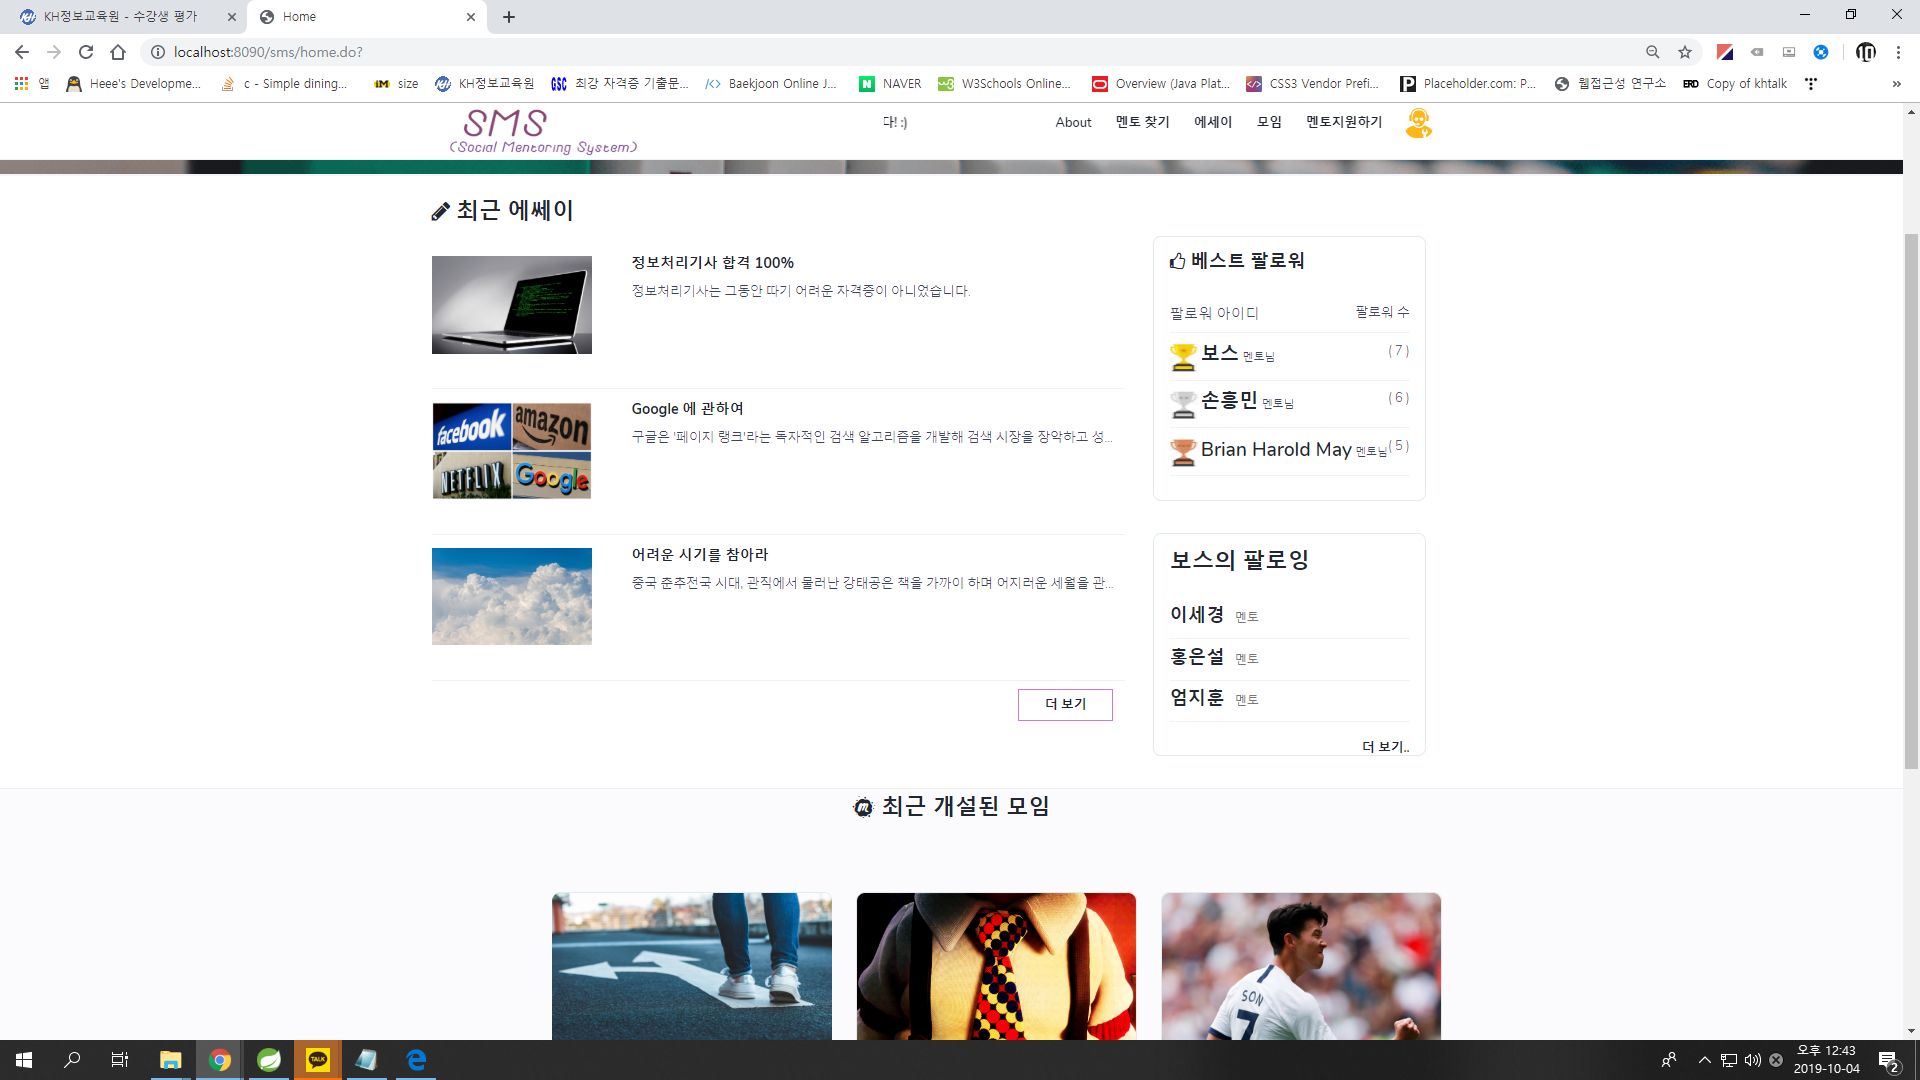 KH정보교육원 - 수강생 평가
Home
localhost:8090/sms/home.do?
앱
Heee's Developme...
c - Simple dining...
size
KH정보교육원
최강 자격증 기출문...
Baekjoon Online J...
NAVER
W3Schools Online...
Overview (Java Plat...
CSS3 Vendor Prefi...
Placeholder.com: P...
웹접근성 연구소
ERD Copy of khtalk
SMS
(Social Mentoring System)
다! :)
About
멘토 찾기
에세이
모임
멘토지원하기
최근 에쎄이
정보처리기사 합격 100%
정보처리기사는 그동안 따기 어려운 자격증이 아니었습니다.
facebook
amazon
NETFLIX
Google
Google 에 관하여
구글은 '페이지 랭크'라는 독자적인 검색 알고리즘을 개발해 검색 시장을 장악하고 성...
어려운 시기를 참아라
중국 춘추전국 시대, 관직에서 물러난 강태공은 책을 가까이 하며 어지러운 세월을 관...
더 보기
베스트 팔로워
팔로워 아이디 팔로워 수
보스 멘토님 ( 7 )
손흥민 멘토님 ( 6 )
Brian Harold May 멘토님 ( 5 )
보스의 팔로잉
이세경 멘토
홍은설 멘토
엄지훈 멘토
더 보기..
최근 개설된 모임
SON
7
TALK
오후 12:43
2019-10-04
2